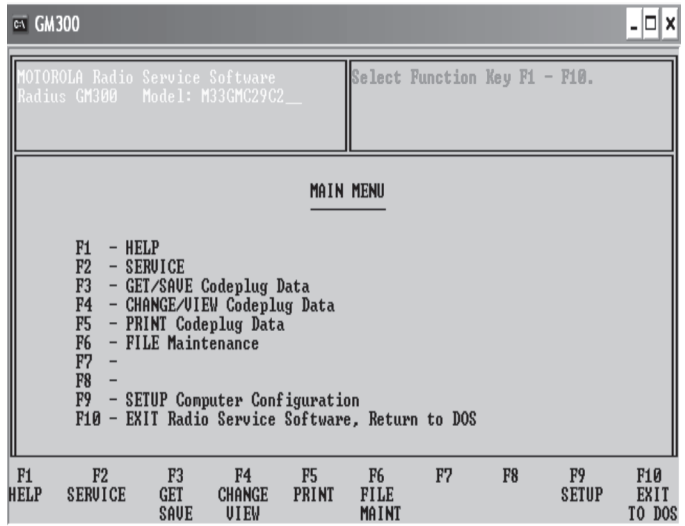 GM300
MOTOROLA Radio Service Software
Radius GM300 Model: M33GMC29C2__
Select Function Key F1 - F10.
MAIN MENU
F1 - HELP
F2 - SERVICE
F3 - GET/SAVE Codeplug Data
F4 - CHANGE/VIEW Codeplug Data
F5 - PRINT Codeplug Data
F6 - FILE Maintenance
F7 -
F8 -
F9 - SETUP Computer Configuration
F10 - EXIT Radio Service Software, Return to DOS
F1 F2 F3 F4 F5 F6 F7 F8 F9 F10
HELP SERVICE GET CHANGE PRINT FILE SETUP EXIT
SAVE VIEW MAINT TO DOS